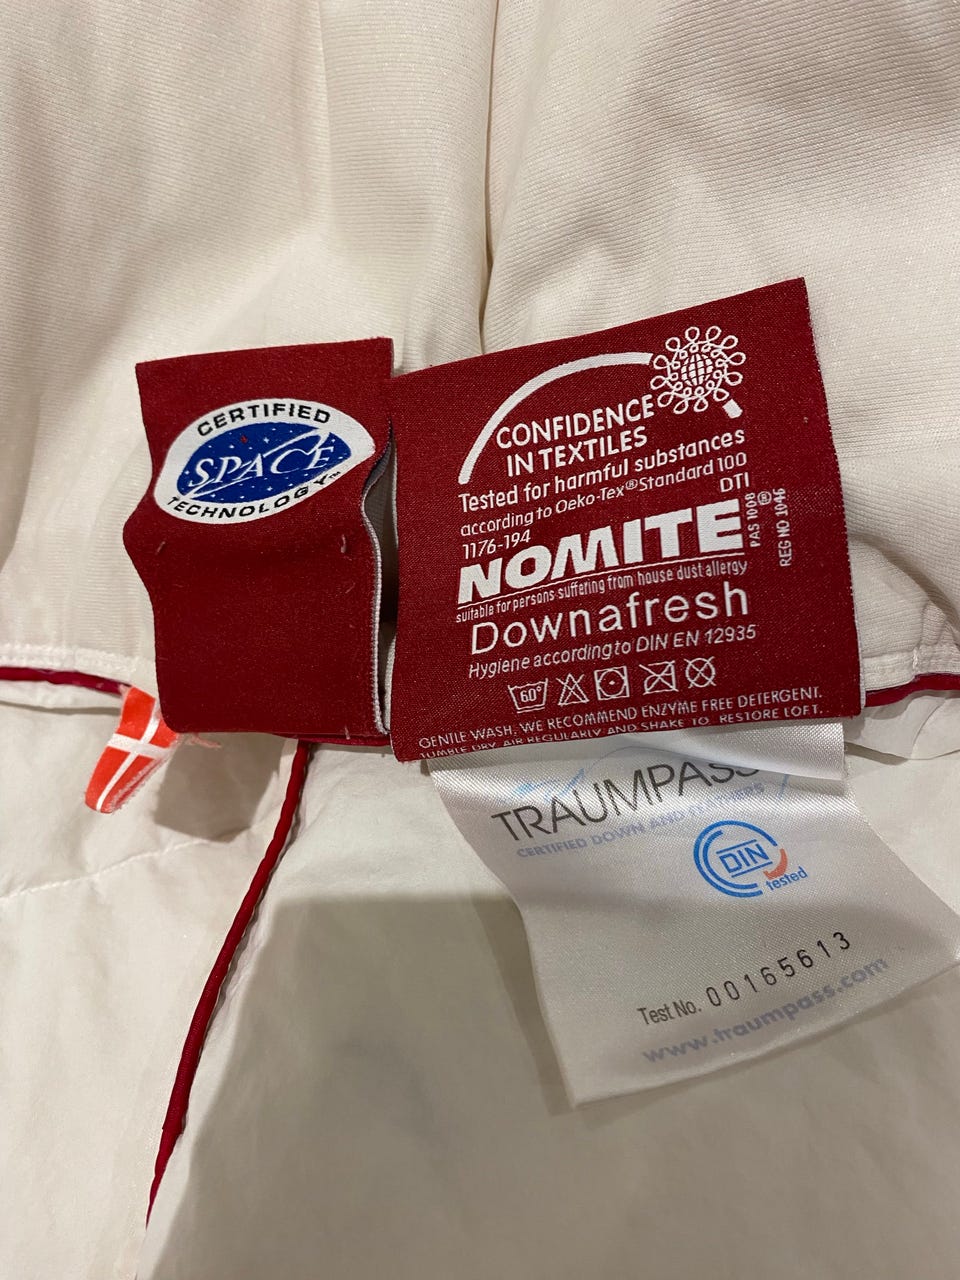 CERTIFIED
SPACE
TECHNOLOGY™
CONFIDENCE
IN TEXTILES
Tested for harmful substances
according to Oeko-Tex® Standard 100
1176-194 DTI
NOMITE®
PAS 1008
REG NO 1046
suitable for persons suffering from house dust allergy
Downafresh
Hygiene according to DIN EN 12935
60°
GENTLE WASH, WE RECOMMEND ENZYME FREE DETERGENT.
TUMBLE DRY, AIR REGULARLY AND SHAKE TO RESTORE LOFT.
TRAUMPASS
CERTIFIED DOWN AND FEATHERS
DIN
tested
Test No. 00165613
www.traumpass.com